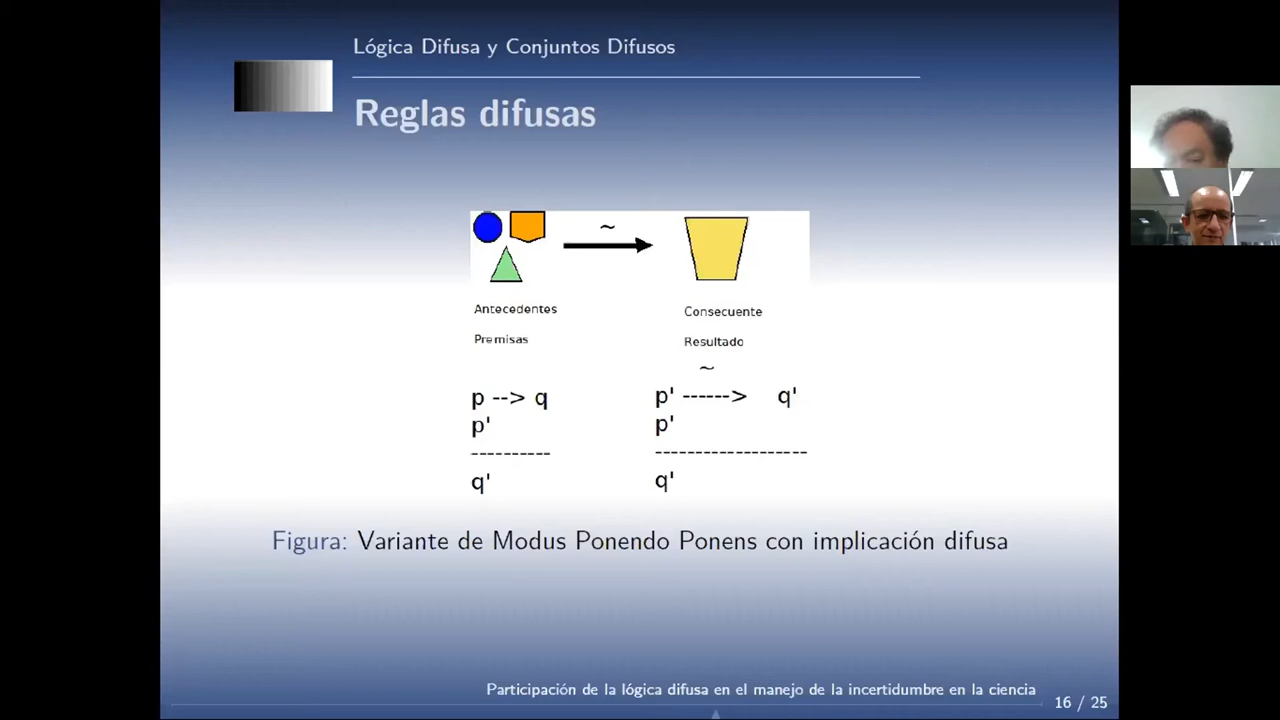 Lógica Difusa y Conjuntos Difusos
Reglas difusas
~
Antecedentes
Consecuente
Premisas
Resultado
~
p --> q
p' ------> q'
p'
p'
----------
-------------------
q'
q'
Figura: Variante de Modus Ponendo Ponens con implicación difusa
Participación de la lógica difusa en el manejo de la incertidumbre en la ciencia
16 / 25